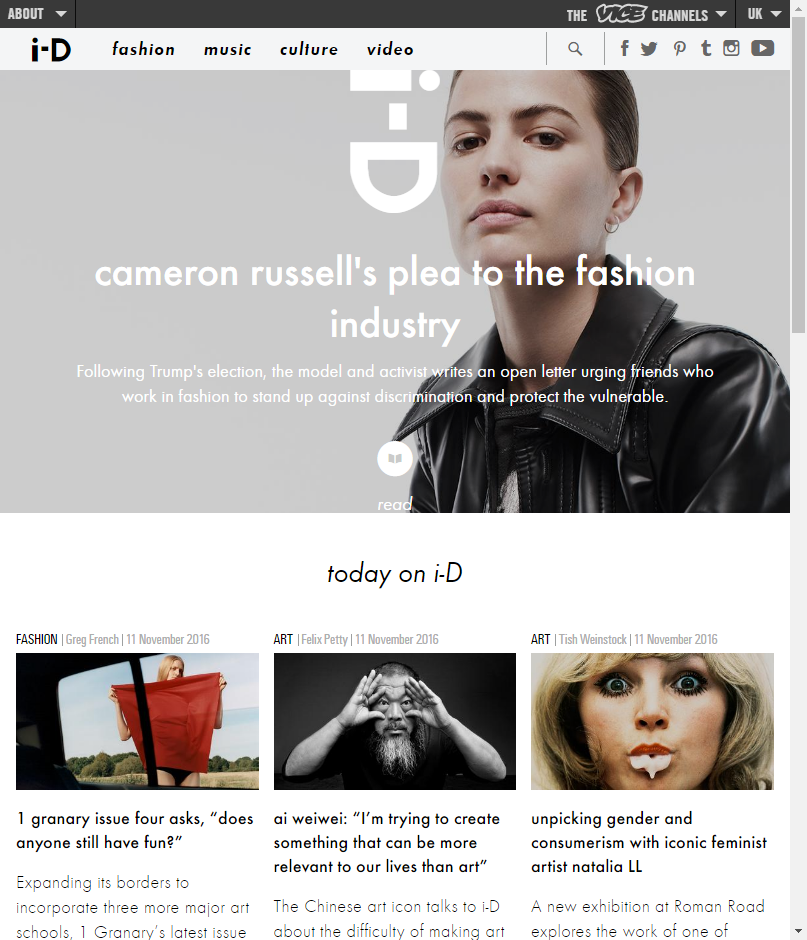 ABOUT
THE VICE CHANNELS
UK
i-D
fashion
music
culture
video
i-D
cameron russell's plea to the fashion
industry
Following Trump's election, the model and activist writes an open letter urging friends who
work in fashion to stand up against discrimination and protect the vulnerable.
read
today on i-D
FASHION | Greg French | 11 November 2016
1 granary issue four asks, “does
anyone still have fun?”
Expanding its borders to
incorporate three more major art
schools, 1 Granary’s latest issue
ART | Felix Petty | 11 November 2016
ai weiwei: “I’m trying to create
something that can be more
relevant to our lives than art”
The Chinese art icon talks to i-D
about the difficulty of making art
ART | Tish Weinstock | 11 November 2016
unpicking gender and
consumerism with iconic feminist
artist natalia LL
A new exhibition at Roman Road
explores the work of one of